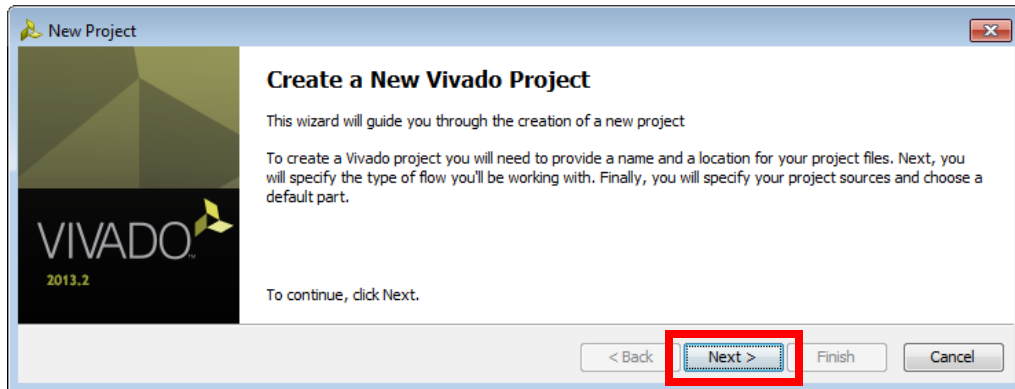 New Project
Create a New Vivado Project
This wizard will guide you through the creation of a new project
To create a Vivado project you will need to provide a name and a location for your project files. Next, you
will specify the type of flow you'll be working with. Finally, you will specify your project sources and choose a
default part.
VIVADO™
2013.2
To continue, click Next.
< Back
Next >
Finish
Cancel